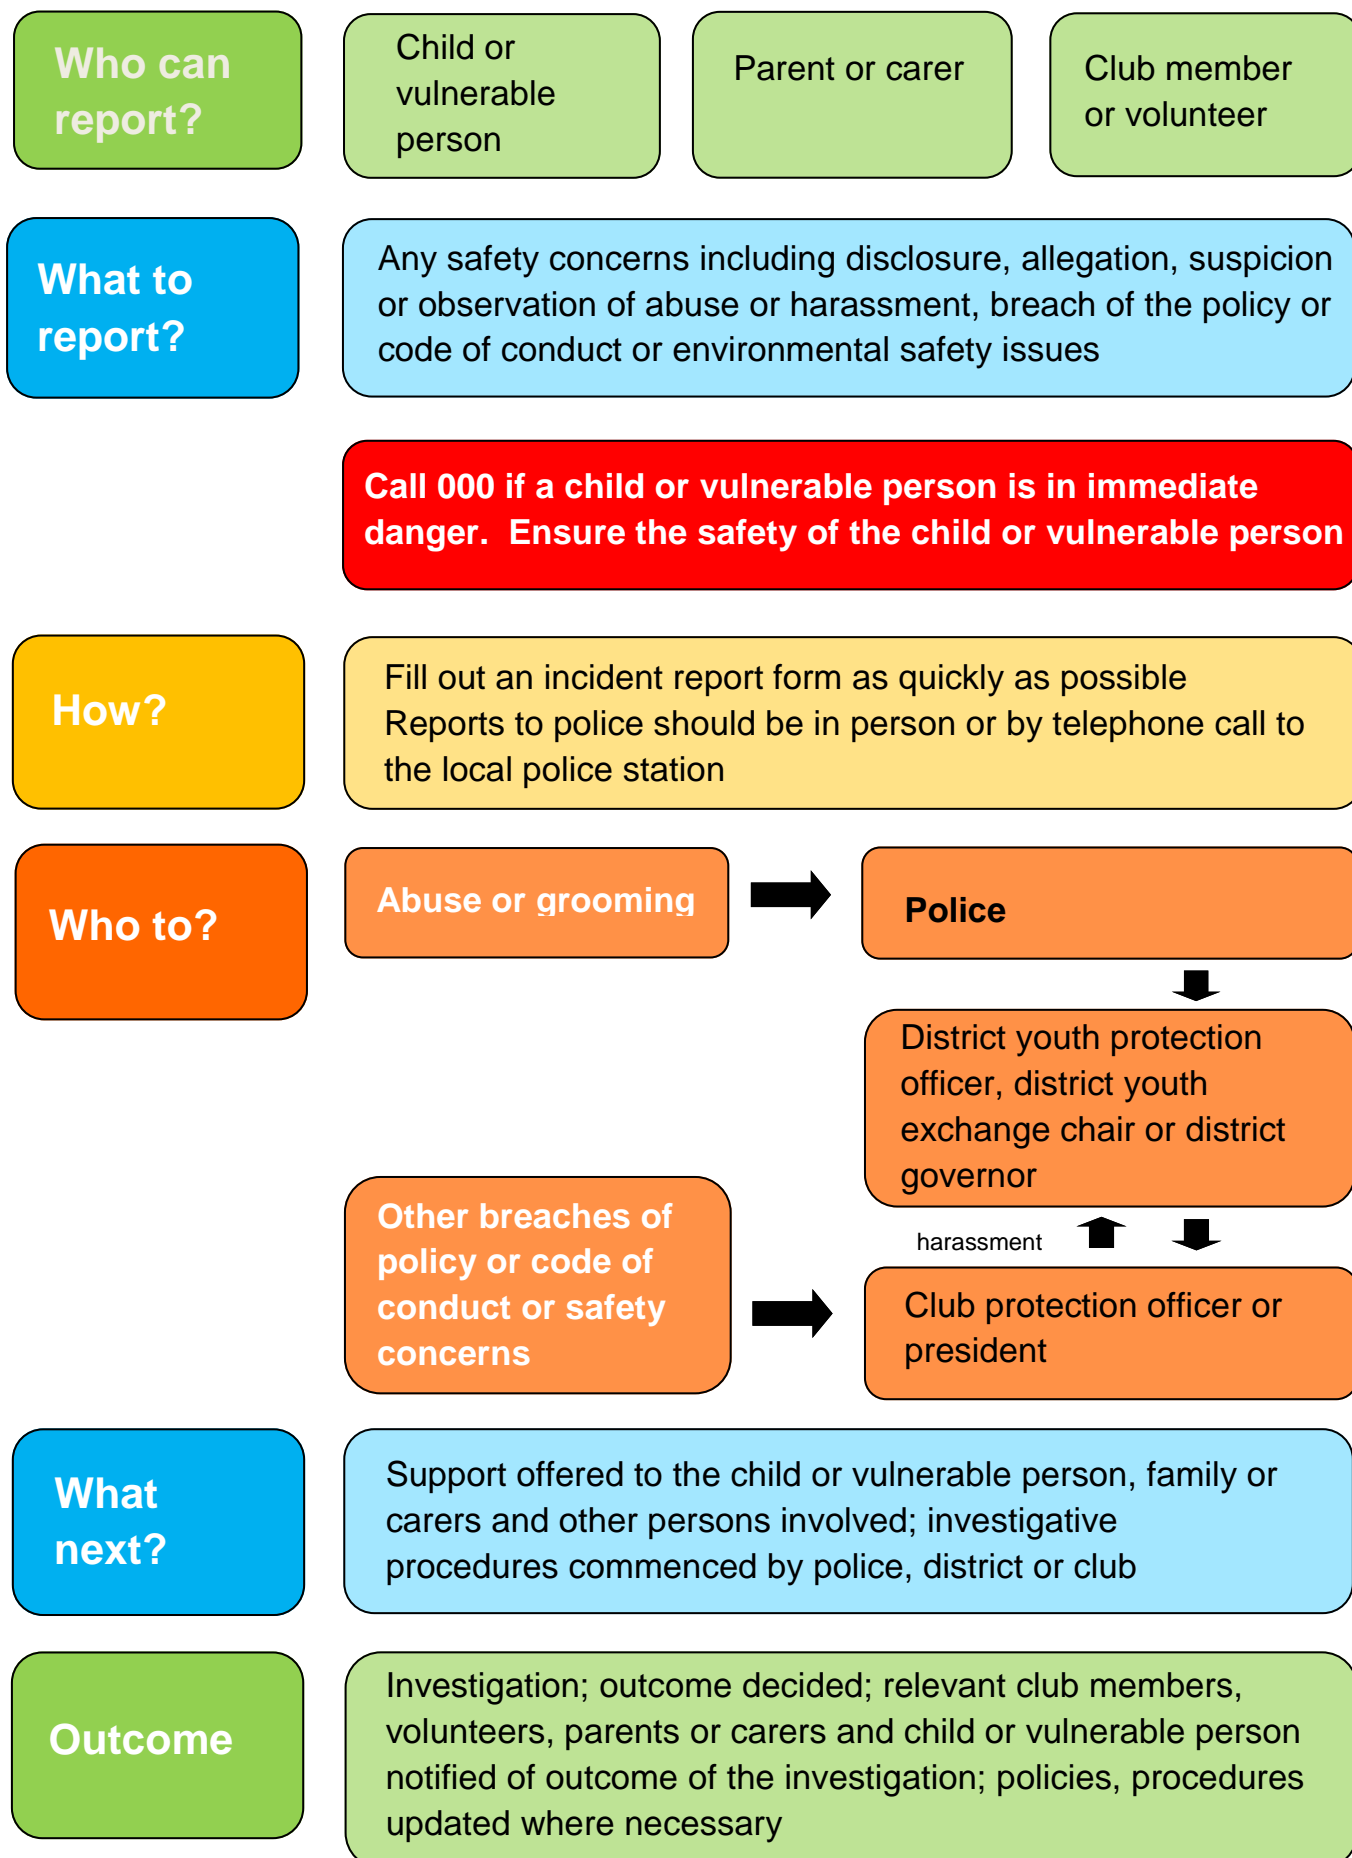 Who can
report?
Child or
vulnerable
person
Parent or carer
Club member
or volunteer
What to
report?
Any safety concerns including disclosure, allegation, suspicion
or observation of abuse or harassment, breach of the policy or
code of conduct or environmental safety issues
Call 000 if a child or vulnerable person is in immediate
danger.  Ensure the safety of the child or vulnerable person
How?
Fill out an incident report form as quickly as possible
Reports to police should be in person or by telephone call to
the local police station
Who to?
Abuse or grooming
Police
District youth protection
officer, district youth
exchange chair or district
governor
Other breaches of
policy or code of
conduct or safety
concerns
harassment
Club protection officer or
president
What
next?
Support offered to the child or vulnerable person, family or
carers and other persons involved; investigative
procedures commenced by police, district or club
Outcome
Investigation; outcome decided; relevant club members,
volunteers, parents or carers and child or vulnerable person
notified of outcome of the investigation; policies, procedures
updated where necessary